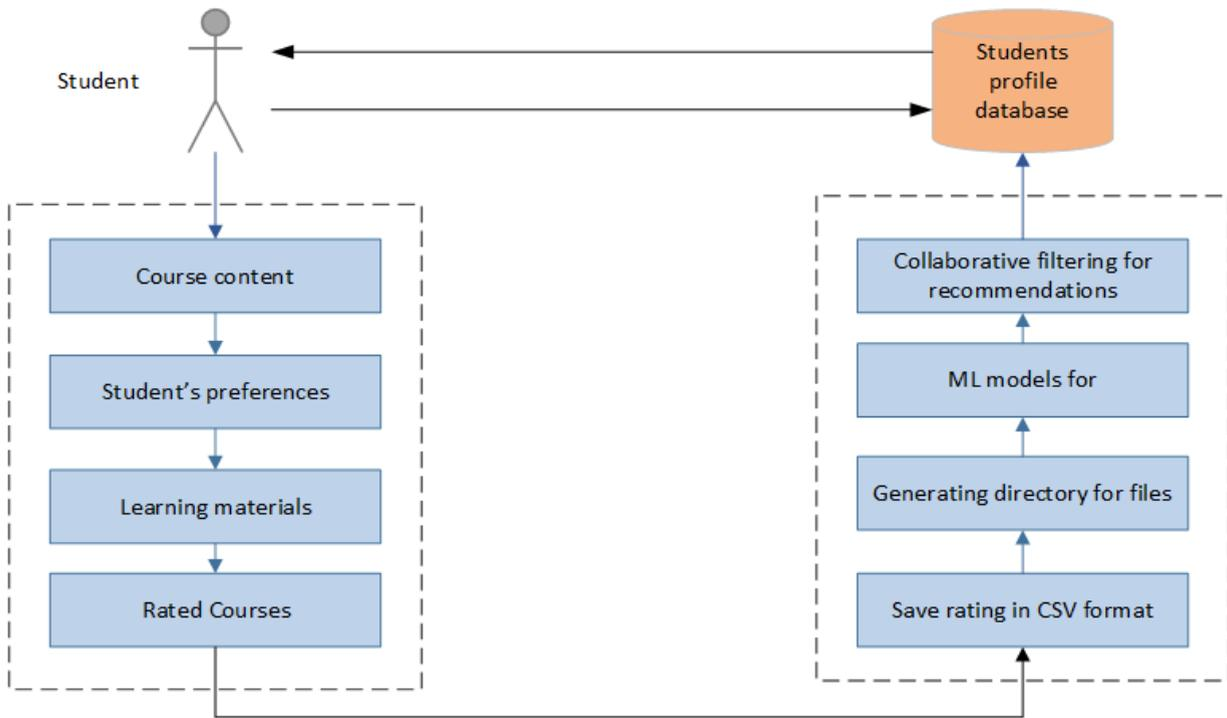 Student
Students
profile
database
Course content
Student’s preferences
Learning materials
Rated Courses
Collaborative filtering for
recommendations
ML models for
Generating directory for files
Save rating in CSV format